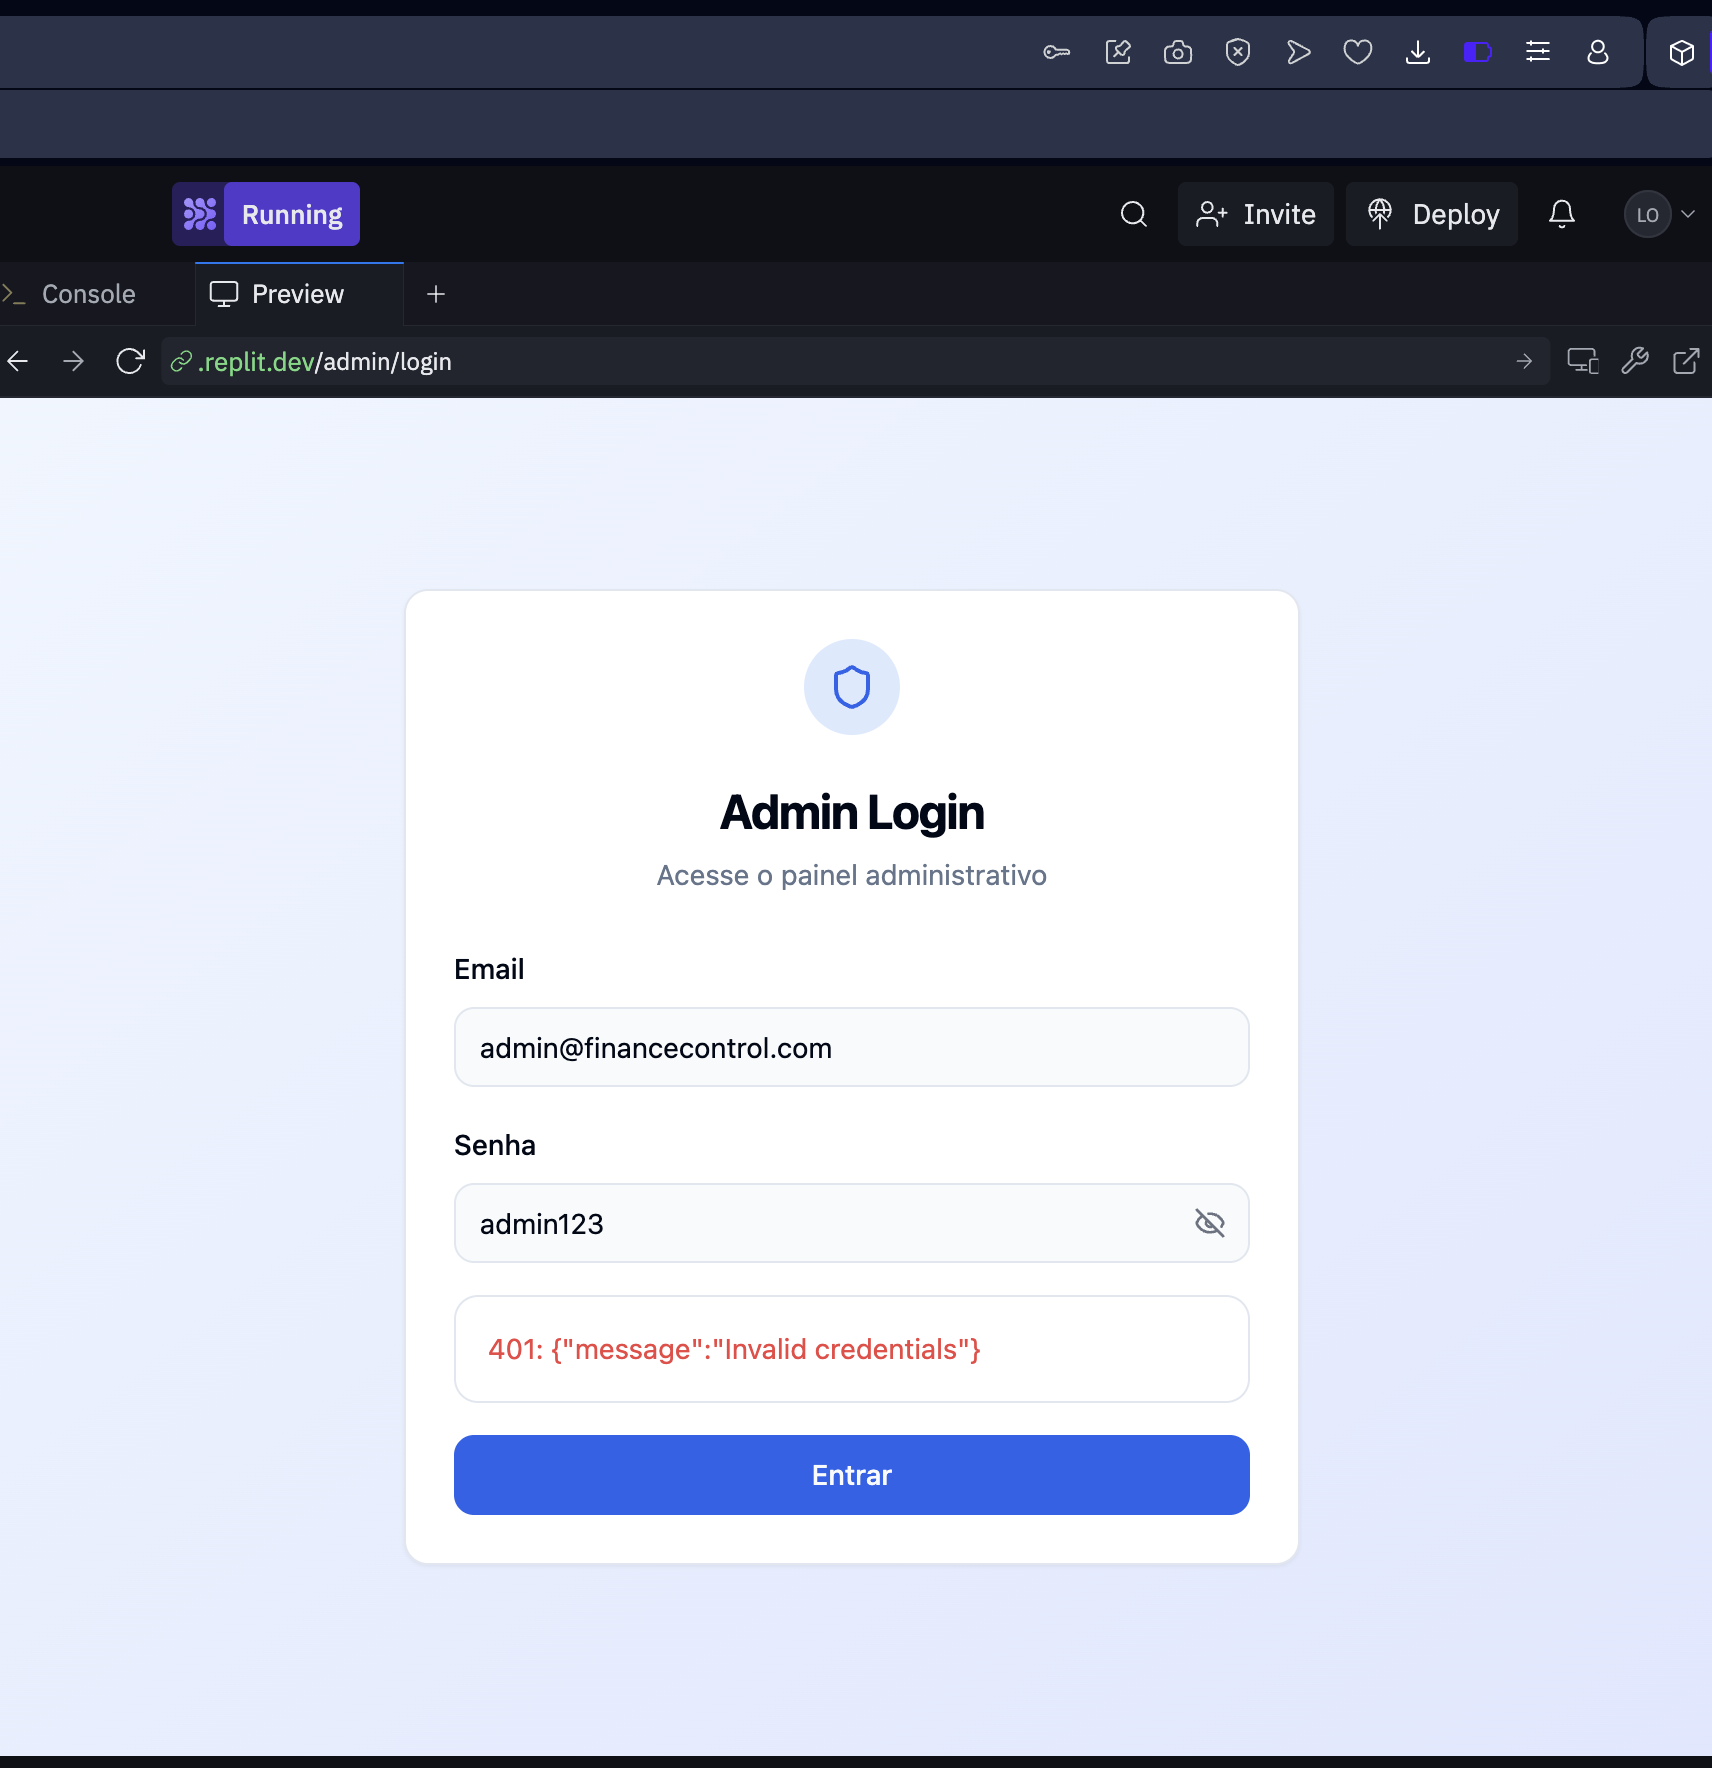 Running
Invite
Deploy
LO
Console
Preview
.replit.dev/admin/login
Admin Login
Acesse o painel administrativo
Email
admin@financecontrol.com
Senha
admin123
401: {"message":"Invalid credentials"}
Entrar